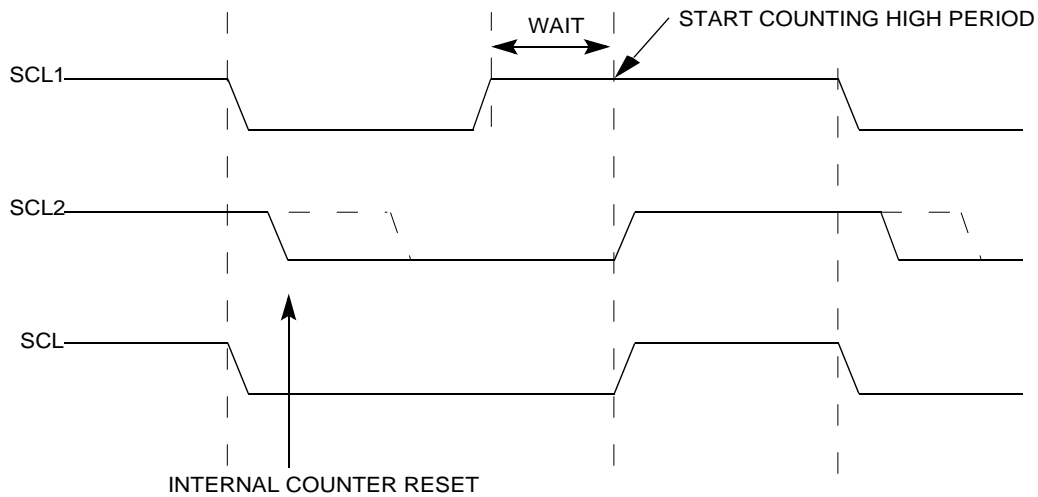 WAIT
START COUNTING HIGH PERIOD
SCL1
SCL2
SCL
INTERNAL COUNTER RESET